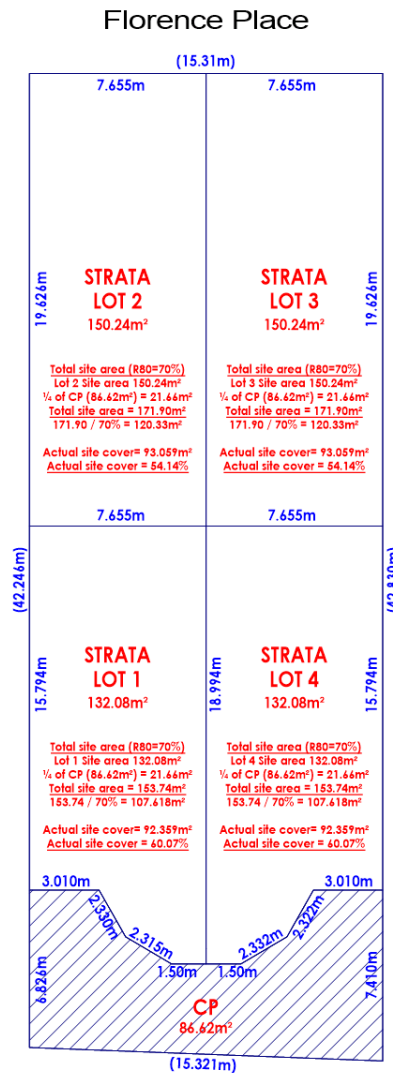 Florence Place
(15.31m)
7.655m 7.655m
19.626m 19.626m
STRATA
LOT 2
150.24m²
Total site area (R80=70%)
Lot 2 Site area 150.24m²
¼ of CP (86.62m²) = 21.66m²
Total site area = 171.90m²
171.90 / 70% = 120.33m²
Actual site cover= 93.059m²
Actual site cover= 54.14%
STRATA
LOT 3
150.24m²
Total site area (R80=70%)
Lot 3 Site area 150.24m²
¼ of CP (86.62m²) = 21.66m²
Total site area = 171.90m²
171.90 / 70% = 120.33m²
Actual site cover= 93.059m²
Actual site cover= 54.14%
7.655m 7.655m
(42.246m) (42.830m)
15.794m 18.994m 15.794m
STRATA
LOT 1
132.08m²
Total site area (R80=70%)
Lot 1 Site area 132.08m²
¼ of CP (86.62m²) = 21.66m²
Total site area = 153.74m²
153.74 / 70% = 107.618m²
Actual site cover= 92.359m²
Actual site cover= 60.07%
STRATA
LOT 4
132.08m²
Total site area (R80=70%)
Lot 4 Site area 132.08m²
¼ of CP (86.62m²) = 21.66m²
Total site area = 153.74m²
153.74 / 70% = 107.618m²
Actual site cover= 92.359m²
Actual site cover= 60.07%
3.010m 3.010m
2.330m 2.322m
2.315m 2.332m
1.50m 1.50m
6.826m 7.410m
CP
86.62m²
(15.321m)